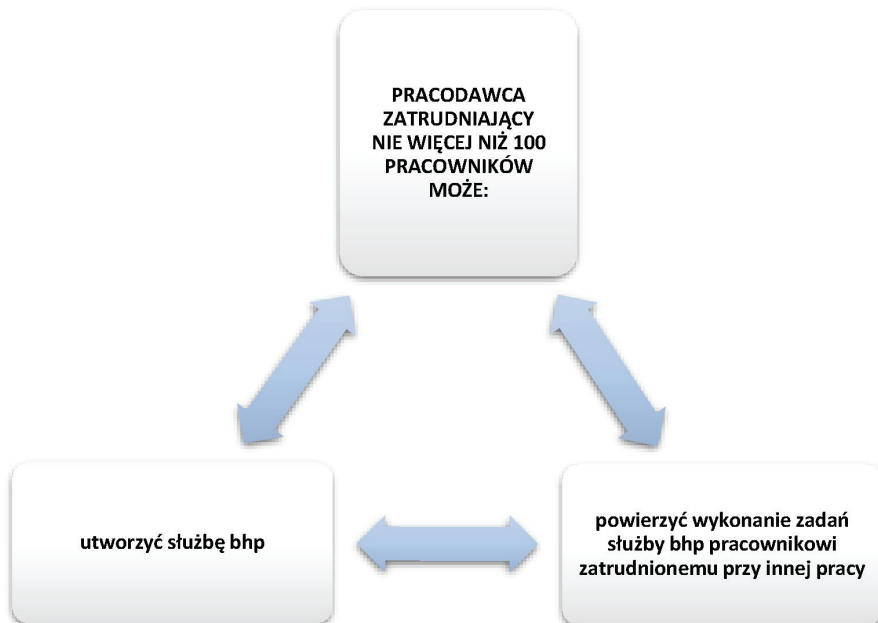 PRACODAWCA
ZATRUDNIAJĄCY
NIE WIĘCEJ NIŻ 100
PRACOWNIKÓW
MOŻE:
utworzyć służbę bhp
powierzyć wykonanie zadań
służby bhp pracownikowi
zatrudnionemu przy innej pracy